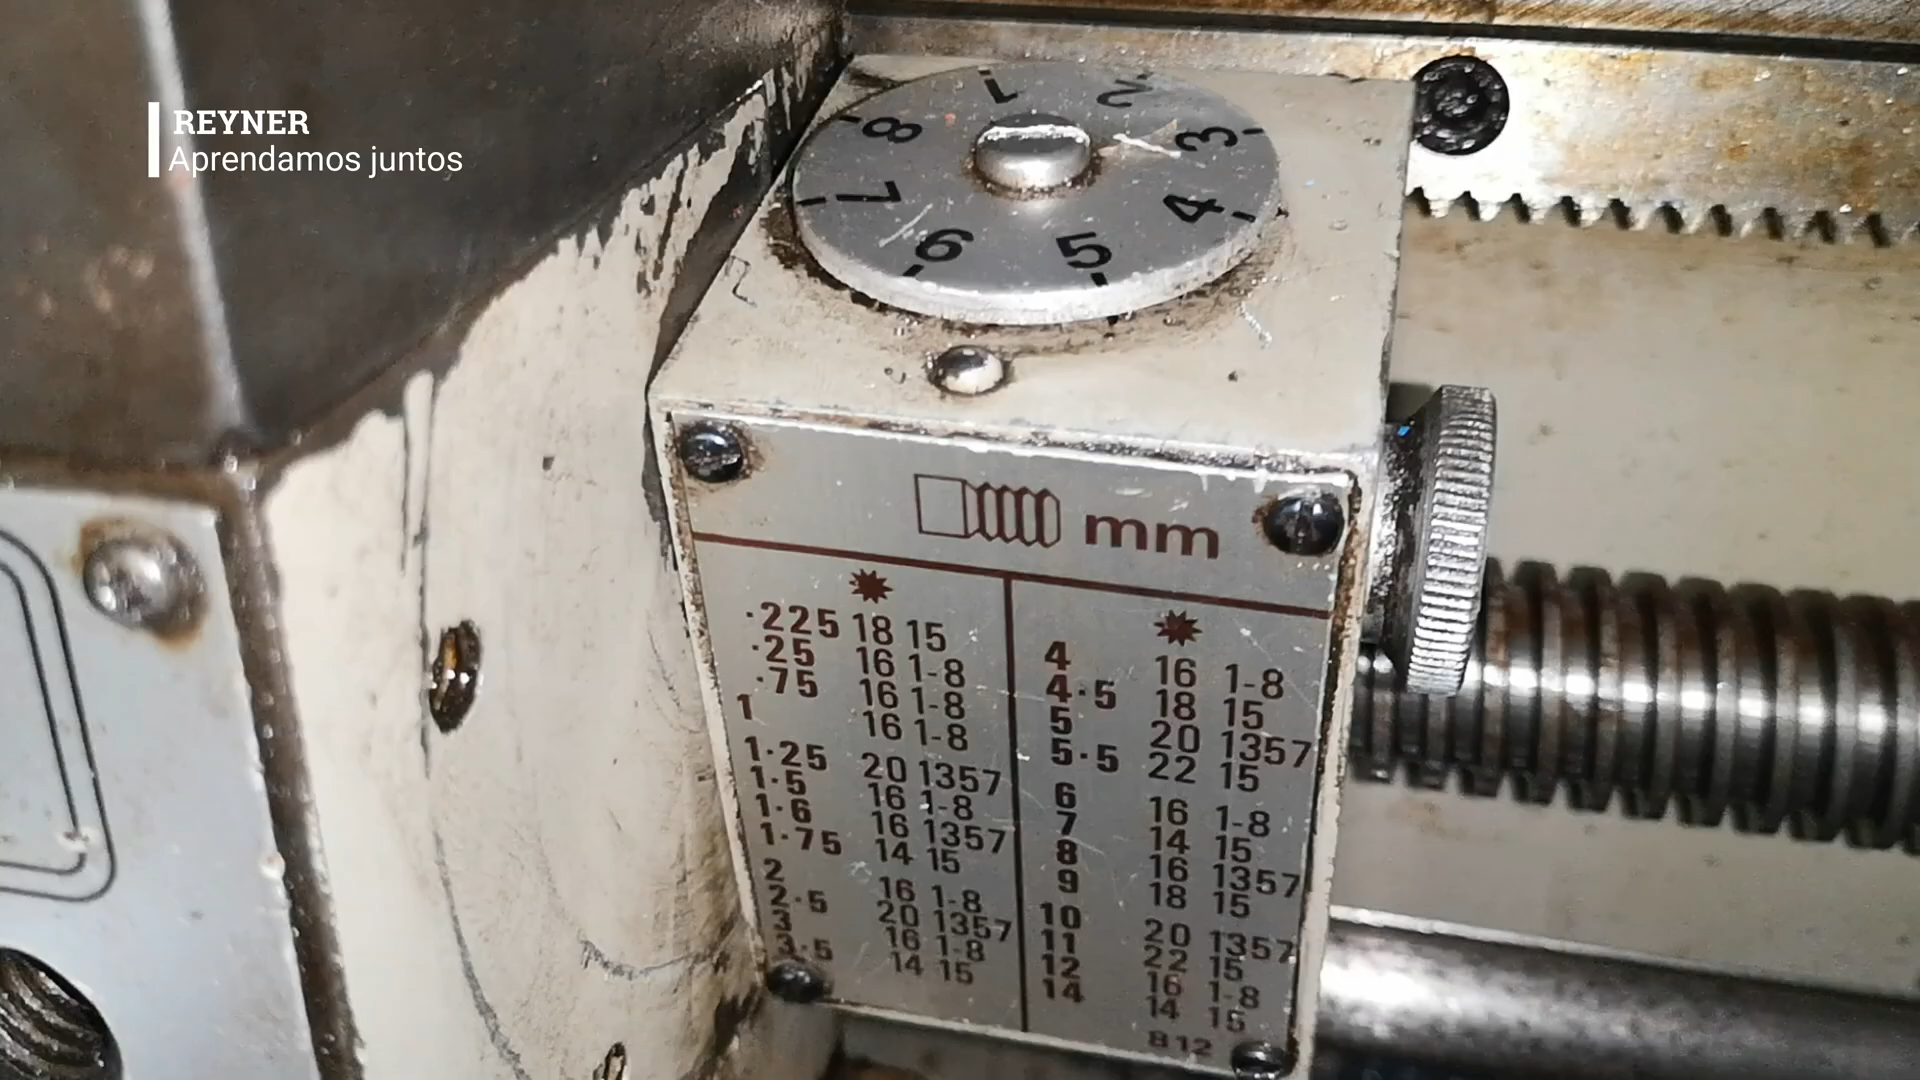 REYNER
Aprendamos juntos
1 2 3 4 5 6 7 8
mm
.225 18 15
.25 16 1-8
.75 16 1-8
1 16 1-8
1.25 20 1357
1.5 16 1-8
1.6 16 1357
1.75 14 15
2 16 1-8
2.5 20 1357
3 16 1-8
3.5 14 15
4 16 1-8
4.5 18 15
5 20 1357
5.5 22 15
6 16 1-8
7 14 15
8 16 1357
9 18 15
10 20 1357
11 22 15
12 16 1-8
14 14 15
812